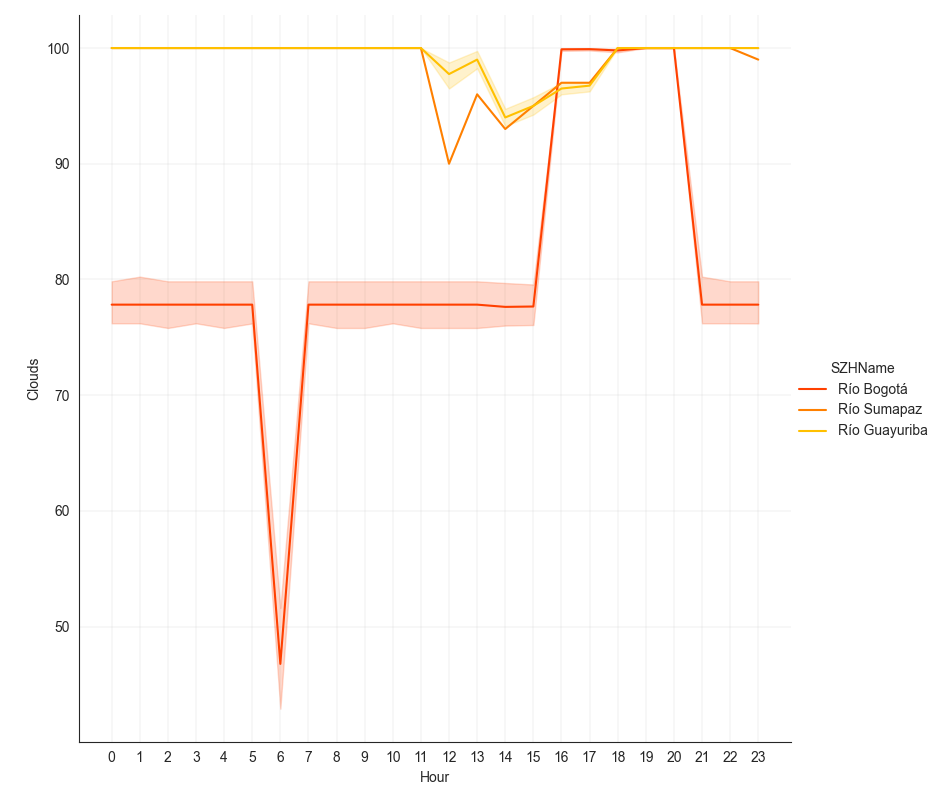 100
90
80
70
60
50
Clouds
0 1 2 3 4 5 6 7 8 9 10 11 12 13 14 15 16 17 18 19 20 21 22 23
Hour
SZHName
Río Bogotá
Río Sumapaz
Río Guayuriba